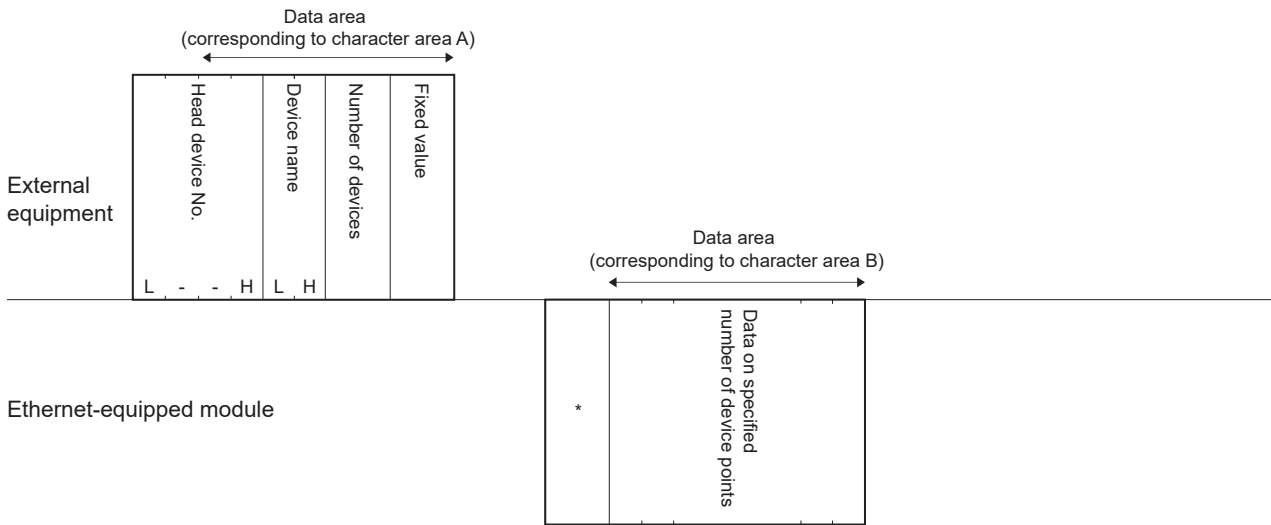 Data area
(corresponding to character area A)
Head device No.
Device name
Number of devices
Fixed value
External
equipment
L - - H L H
Data area
(corresponding to character area B)
Ethernet-equipped module
*
Data on specified
number of device points